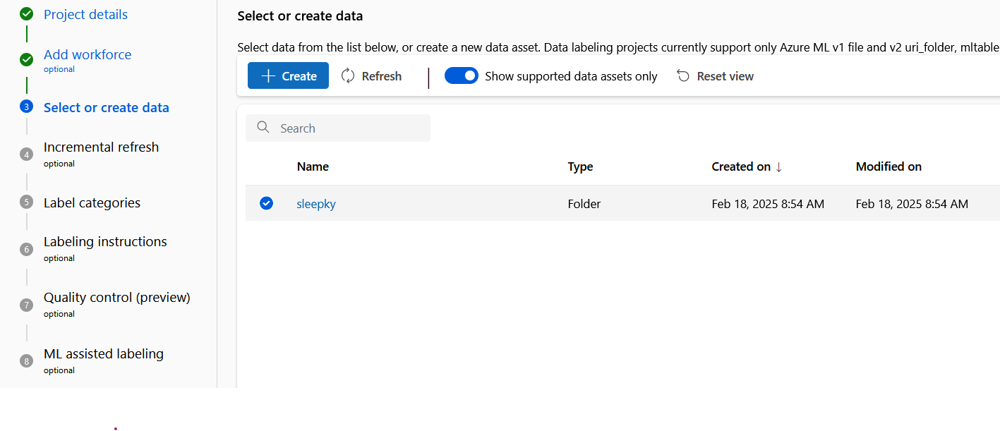 Project details
Add workforce
optional
3 Select or create data
4 Incremental refresh
optional
5 Label categories
6 Labeling instructions
optional
7 Quality control (preview)
optional
8 ML assisted labeling
optional
Select or create data
Select data from the list below, or create a new data asset. Data labeling projects currently support only Azure ML v1 file and v2 uri_folder, mltable
Create Refresh Show supported data assets only Reset view
Search
Name Type Created on ↓ Modified on
sleepky Folder Feb 18, 2025 8:54 AM Feb 18, 2025 8:54 AM